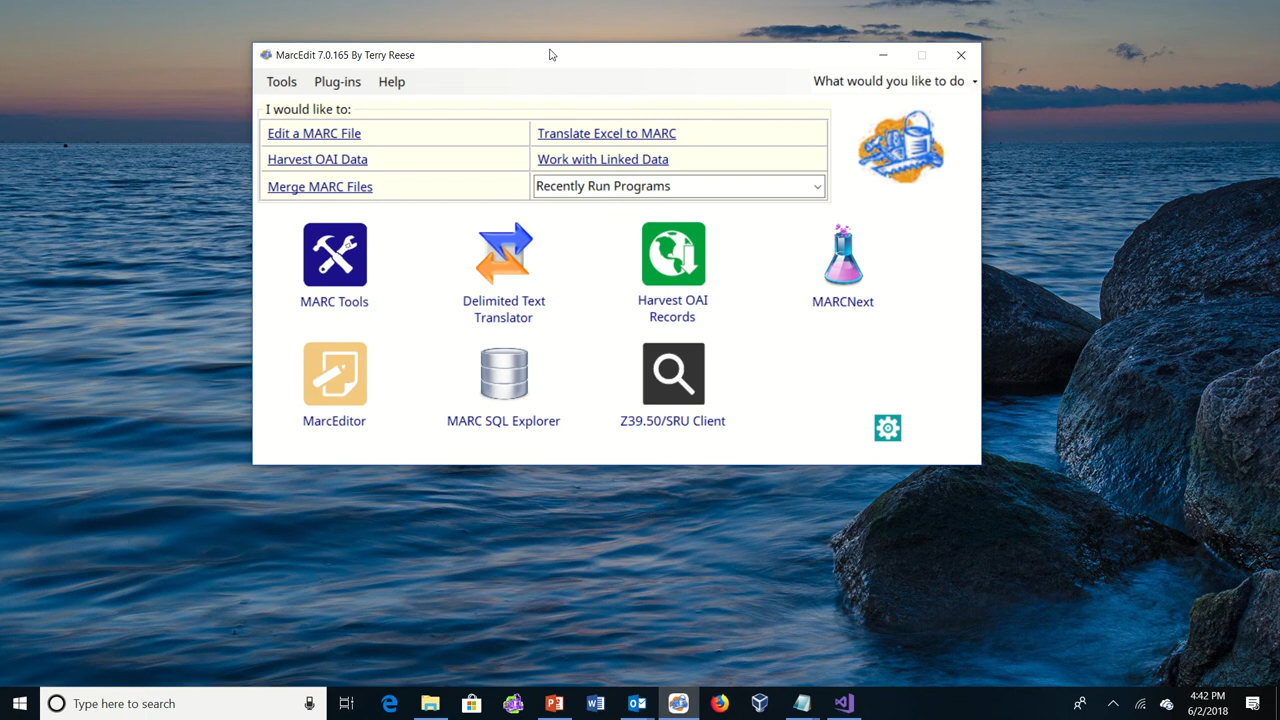 MarcEdit 7.0.165 By Terry Reese
Tools Plug-ins Help What would you like to do
I would like to:
Edit a MARC File Translate Excel to MARC
Harvest OAI Data Work with Linked Data
Merge MARC Files Recently Run Programs
MARC Tools
Delimited Text
Translator
Harvest OAI
Records
MARCNext
MarcEditor
MARC SQL Explorer
Z39.50/SRU Client
Type here to search
4:42 PM
6/2/2018